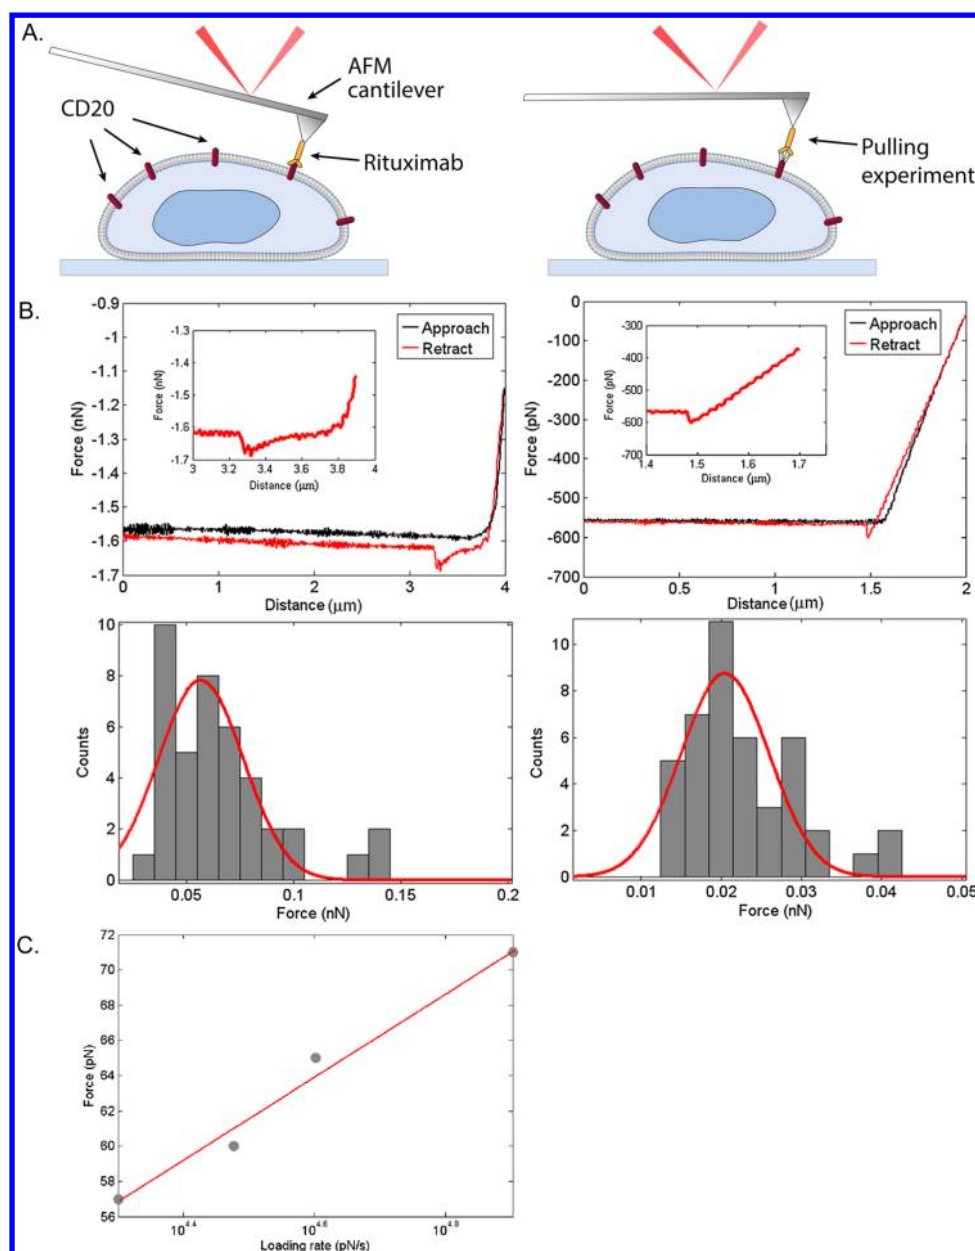 A.
AFM
cantilever
CD20
Rituximab
Pulling
experiment
B.
-0.9
-1
-1.1
-1.2
-1.3
-1.4
-1.5
-1.6
-1.7
Force (nN)
0 1 2 3 4
Distance (μm)
Approach
Retract
-1.3
-1.4
-1.5
-1.6
-1.7
Force (nN)
3 3.2 3.4 3.6 3.8 4
Distance (μm)
0
-100
-200
-300
-400
-500
-600
-700
Force (pN)
0 0.5 1 1.5 2
Distance (μm)
Approach
Retract
-300
-400
-500
-600
-700
Force (pN)
1.4 1.5 1.6 1.7
Distance (μm)
10
8
6
4
2
0
Counts
0.05 0.1 0.15 0.2
Force (nN)
10
8
6
4
2
0
Counts
0.01 0.02 0.03 0.04 0.05
Force (nN)
C.
72
70
68
66
64
62
60
58
56
Force (pN)
10^4.4 10^4.6 10^4.8
Loading rate (pN/s)